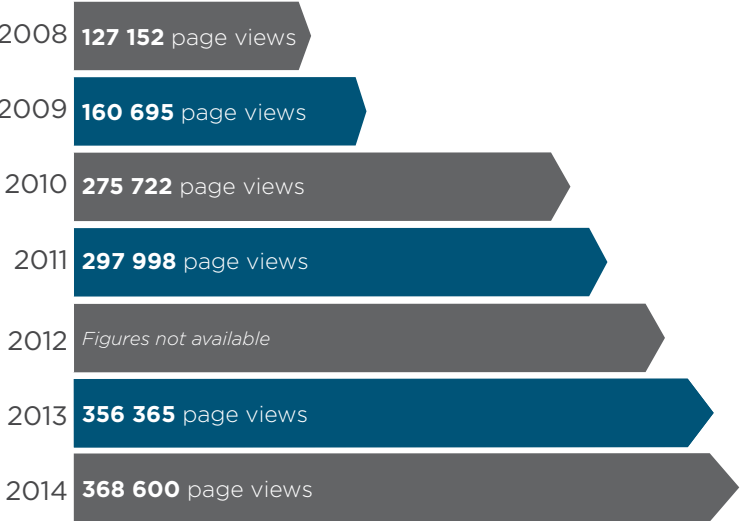 2008 127 152 page views
2009 160 695 page views
2010 275 722 page views
2011 297 998 page views
2012 Figures not available
2013 356 365 page views
2014 368 600 page views